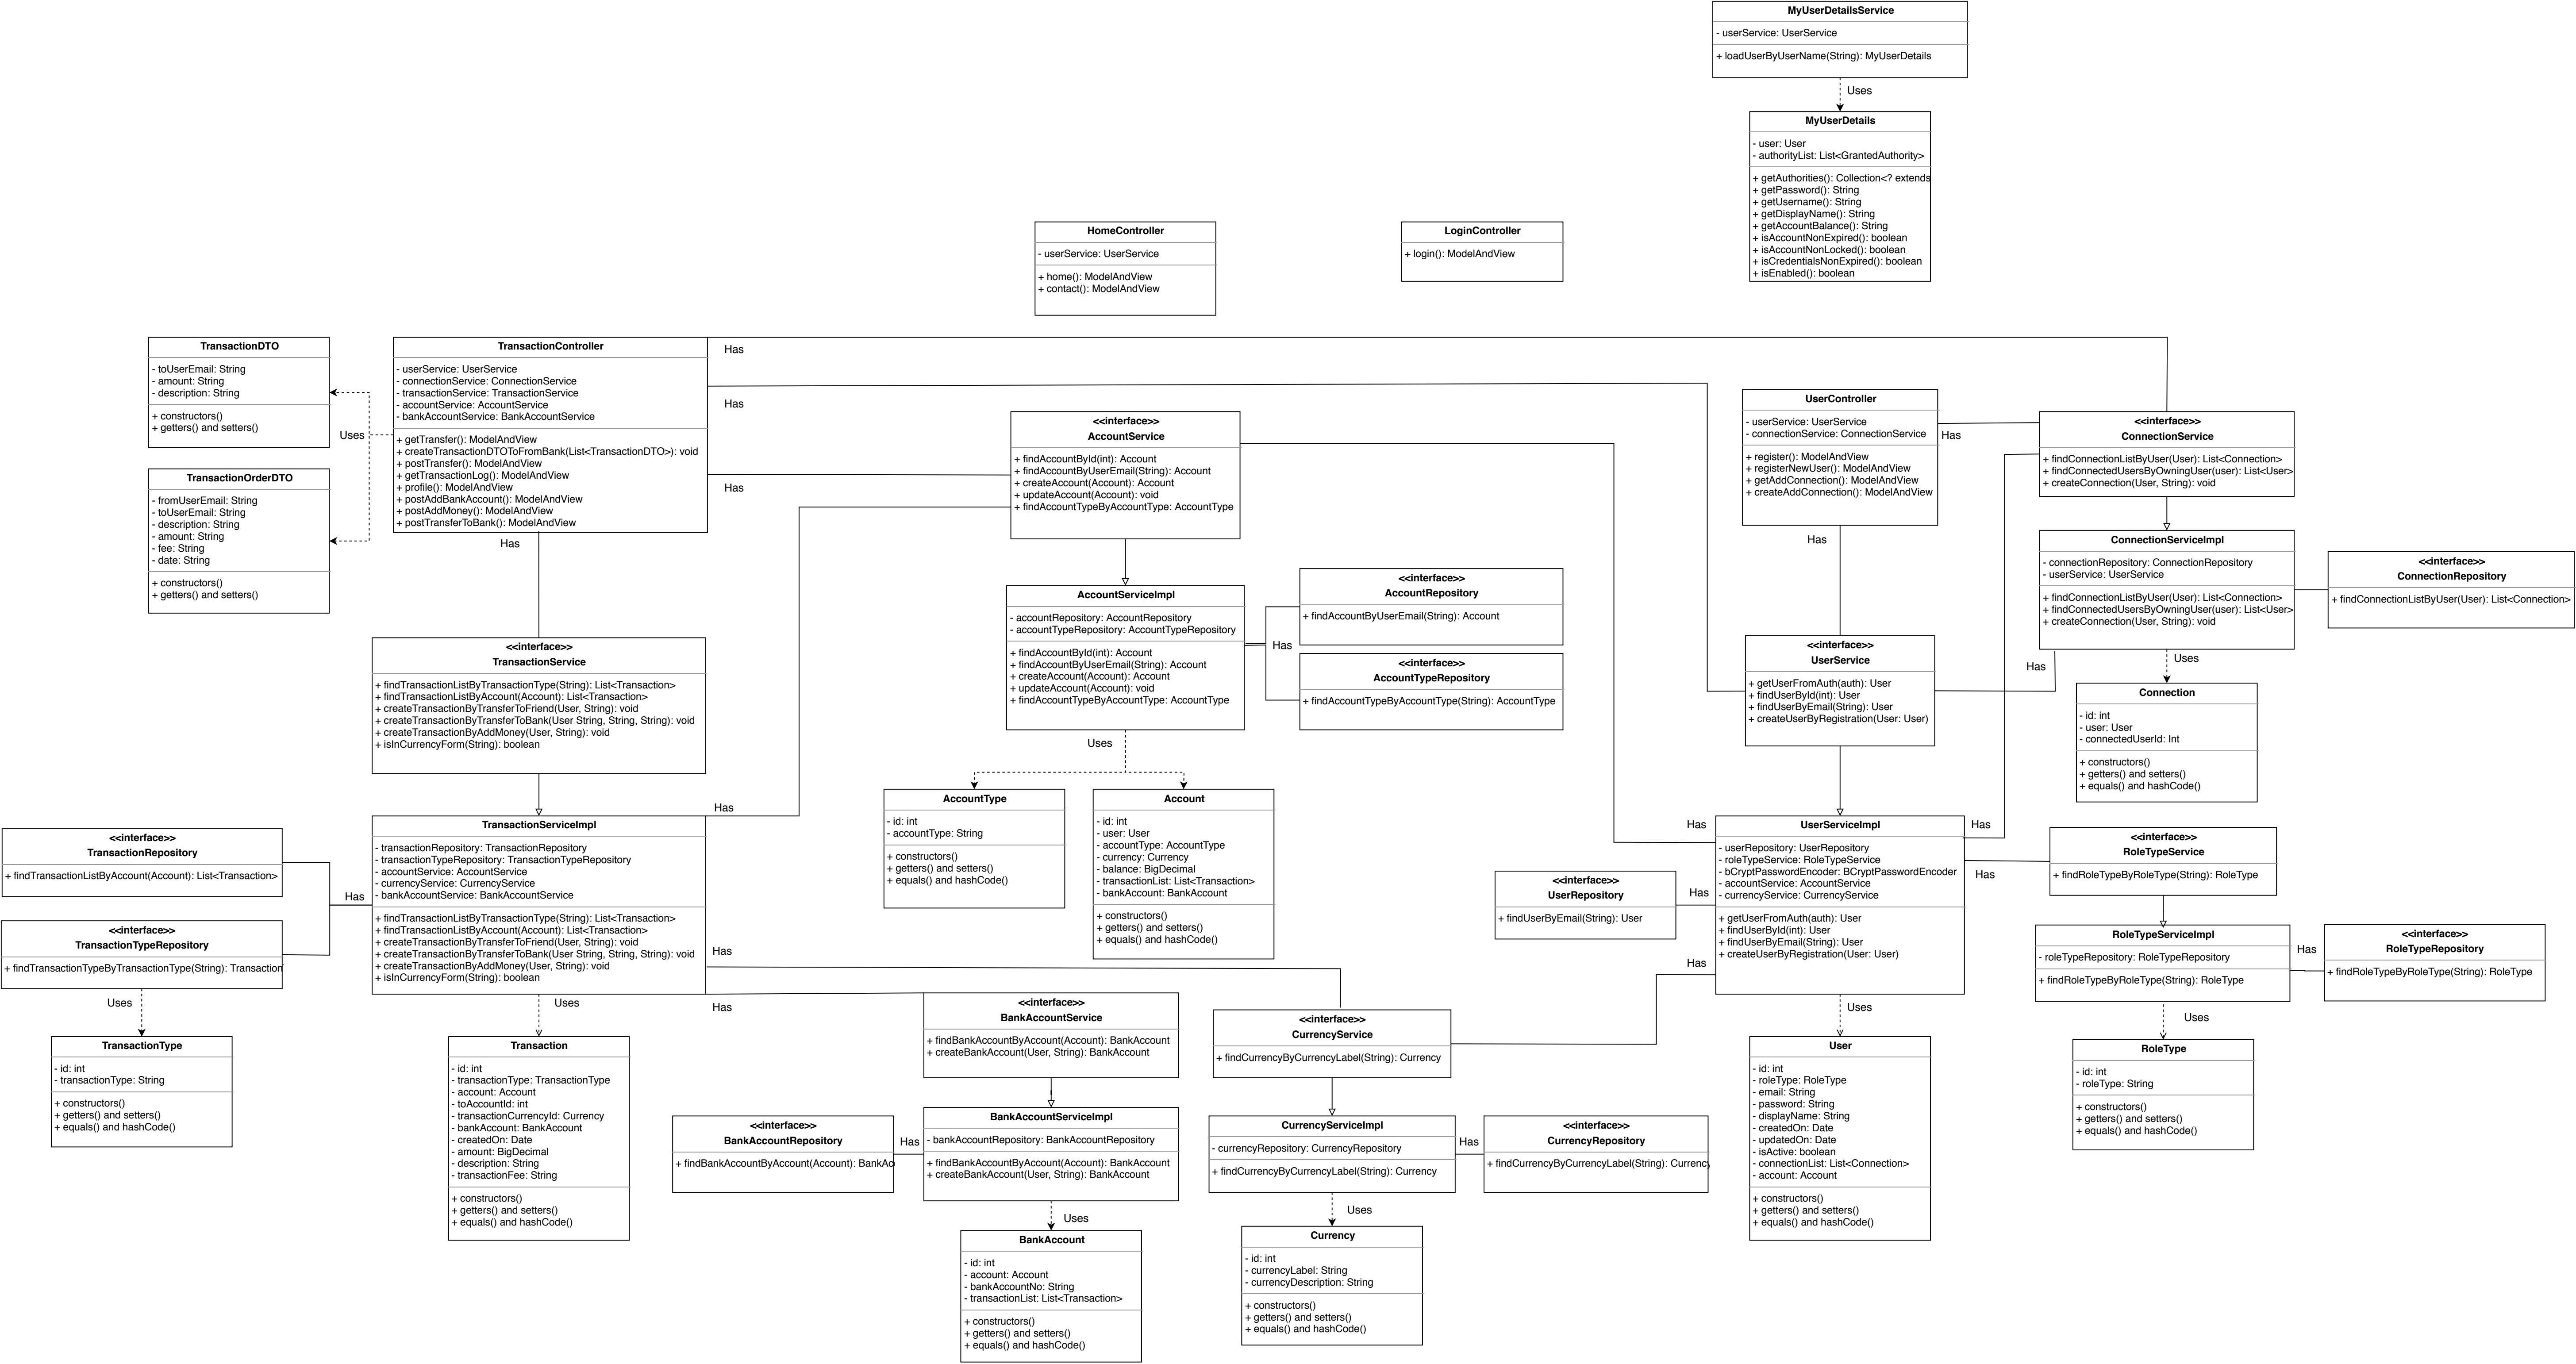 MyUserDetailsService
- userService: UserService
+ loadUserByUserName(String): MyUserDetails
Uses
MyUserDetails
- user: User
- authorityList: List<GrantedAuthority>
+ getAuthorities(): Collection<? extends
+ getPassword(): String
+ getUsername(): String
+ getDisplayName(): String
+ getAccountBalance(): String
+ isAccountNonExpired(): boolean
+ isAccountNonLocked(): boolean
+ isCredentialsNonExpired(): boolean
+ isEnabled(): boolean
HomeController
- userService: UserService
+ home(): ModelAndView
+ contact(): ModelAndView
LoginController
+ login(): ModelAndView
TransactionDTO
- toUserEmail: String
- amount: String
- description: String
+ constructors()
+ getters() and setters()
Uses
TransactionOrderDTO
- fromUserEmail: String
- toUserEmail: String
- description: String
- amount: String
- fee: String
- date: String
+ constructors()
+ getters() and setters()
TransactionController
- userService: UserService
- connectionService: ConnectionService
- transactionService: TransactionService
- accountService: AccountService
- bankAccountService: BankAccountService
+ getTransfer(): ModelAndView
+ createTransactionDTOToFromBank(List<TransactionDTO>): void
+ postTransfer(): ModelAndView
+ getTransactionLog(): ModelAndView
+ profile(): ModelAndView
+ postAddBankAccount(): ModelAndView
+ postAddMoney(): ModelAndView
+ postTransferToBank(): ModelAndView
Has
Has
Has
Has
<<interface>>
AccountService
+ findAccountById(int): Account
+ findAccountByUserEmail(String): Account
+ createAccount(Account): Account
+ updateAccount(Account): void
+ findAccountTypeByAccountType: AccountType
UserController
- userService: UserService
- connectionService: ConnectionService
+ register(): ModelAndView
+ registerNewUser(): ModelAndView
+ getAddConnection(): ModelAndView
+ createAddConnection(): ModelAndView
Has
Has
<<interface>>
ConnectionService
+ findConnectionListByUser(User): List<Connection>
+ findConnectedUsersByOwningUser(user): List<User>
+ createConnection(User, String): void
ConnectionServiceImpl
- connectionRepository: ConnectionRepository
- userService: UserService
+ findConnectionListByUser(User): List<Connection>
+ findConnectedUsersByOwningUser(user): List<User>
+ createConnection(User, String): void
<<interface>>
ConnectionRepository
+ findConnectionListByUser(User): List<Connection>
Has
Uses
Connection
- id: int
- user: User
- connectedUserId: Int
+ constructors()
+ getters() and setters()
+ equals() and hashCode()
AccountServiceImpl
- accountRepository: AccountRepository
- accountTypeRepository: AccountTypeRepository
+ findAccountById(int): Account
+ findAccountByUserEmail(String): Account
+ createAccount(Account): Account
+ updateAccount(Account): void
+ findAccountTypeByAccountType: AccountType
Has
<<interface>>
AccountRepository
+ findAccountByUserEmail(String): Account
<<interface>>
AccountTypeRepository
+ findAccountTypeByAccountType(String): AccountType
Uses
AccountType
- id: int
- accountType: String
+ constructors()
+ getters() and setters()
+ equals() and hashCode()
Account
- id: int
- user: User
- accountType: AccountType
- currency: Currency
- balance: BigDecimal
- transactionList: List<Transaction>
- bankAccount: BankAccount
+ constructors()
+ getters() and setters()
+ equals() and hashCode()
<<interface>>
TransactionService
+ findTransactionListByTransactionType(String): List<Transaction>
+ findTransactionListByAccount(Account): List<Transaction>
+ createTransactionByTransferToFriend(User, String): void
+ createTransactionByTransferToBank(User String, String, String): void
+ createTransactionByAddMoney(User, String): void
+ isInCurrencyForm(String): boolean
<<interface>>
UserService
+ getUserFromAuth(auth): User
+ findUserById(int): User
+ findUserByEmail(String): User
+ createUserByRegistration(User: User)
<<interface>>
TransactionRepository
+ findTransactionListByAccount(Account): List<Transaction>
Has
<<interface>>
TransactionTypeRepository
+ findTransactionTypeByTransactionType(String): Transaction
Uses
TransactionType
- id: int
- transactionType: String
+ constructors()
+ getters() and setters()
+ equals() and hashCode()
TransactionServiceImpl
- transactionRepository: TransactionRepository
- transactionTypeRepository: TransactionTypeRepository
- accountService: AccountService
- currencyService: CurrencyService
- bankAccountService: BankAccountService
+ findTransactionListByTransactionType(String): List<Transaction>
+ findTransactionListByAccount(Account): List<Transaction>
+ createTransactionByTransferToFriend(User, String): void
+ createTransactionByTransferToBank(User String, String, String): void
+ createTransactionByAddMoney(User, String): void
+ isInCurrencyForm(String): boolean
Has
Has
Has
Uses
Transaction
- id: int
- transactionType: TransactionType
- account: Account
- toAccountId: int
- transactionCurrencyId: Currency
- bankAccount: BankAccount
- createdOn: Date
- amount: BigDecimal
- description: String
- transactionFee: String
+ constructors()
+ getters() and setters()
+ equals() and hashCode()
<<interface>>
BankAccountService
+ findBankAccountByAccount(Account): BankAccount
+ createBankAccount(User, String): BankAccount
<<interface>>
BankAccountRepository
+ findBankAccountByAccount(Account): BankAc
Has
BankAccountServiceImpl
- bankAccountRepository: BankAccountRepository
+ findBankAccountByAccount(Account): BankAccount
+ createBankAccount(User, String): BankAccount
Uses
BankAccount
- id: int
- account: Account
- bankAccountNo: String
- transactionList: List<Transaction>
+ constructors()
+ getters() and setters()
+ equals() and hashCode()
<<interface>>
CurrencyService
+ findCurrencyByCurrencyLabel(String): Currency
CurrencyServiceImpl
- currencyRepository: CurrencyRepository
+ findCurrencyByCurrencyLabel(String): Currency
Has
<<interface>>
CurrencyRepository
+ findCurrencyByCurrencyLabel(String): Currency
Uses
Currency
- id: int
- currencyLabel: String
- currencyDescription: String
+ constructors()
+ getters() and setters()
+ equals() and hashCode()
<<interface>>
UserRepository
+ findUserByEmail(String): User
Has
Has
Has
UserServiceImpl
- userRepository: UserRepository
- roleTypeService: RoleTypeService
- bCryptPasswordEncoder: BCryptPasswordEncoder
- accountService: AccountService
- currencyService: CurrencyService
+ getUserFromAuth(auth): User
+ findUserById(int): User
+ findUserByEmail(String): User
+ createUserByRegistration(User: User)
Has
Has
Uses
User
- id: int
- roleType: RoleType
- email: String
- password: String
- displayName: String
- createdOn: Date
- updatedOn: Date
- isActive: boolean
- connectionList: List<Connection>
- account: Account
+ constructors()
+ getters() and setters()
+ equals() and hashCode()
<<interface>>
RoleTypeService
+ findRoleTypeByRoleType(String): RoleType
RoleTypeServiceImpl
- roleTypeRepository: RoleTypeRepository
+ findRoleTypeByRoleType(String): RoleType
Has
<<interface>>
RoleTypeRepository
+ findRoleTypeByRoleType(String): RoleType
Uses
RoleType
- id: int
- roleType: String
+ constructors()
+ getters() and setters()
+ equals() and hashCode()